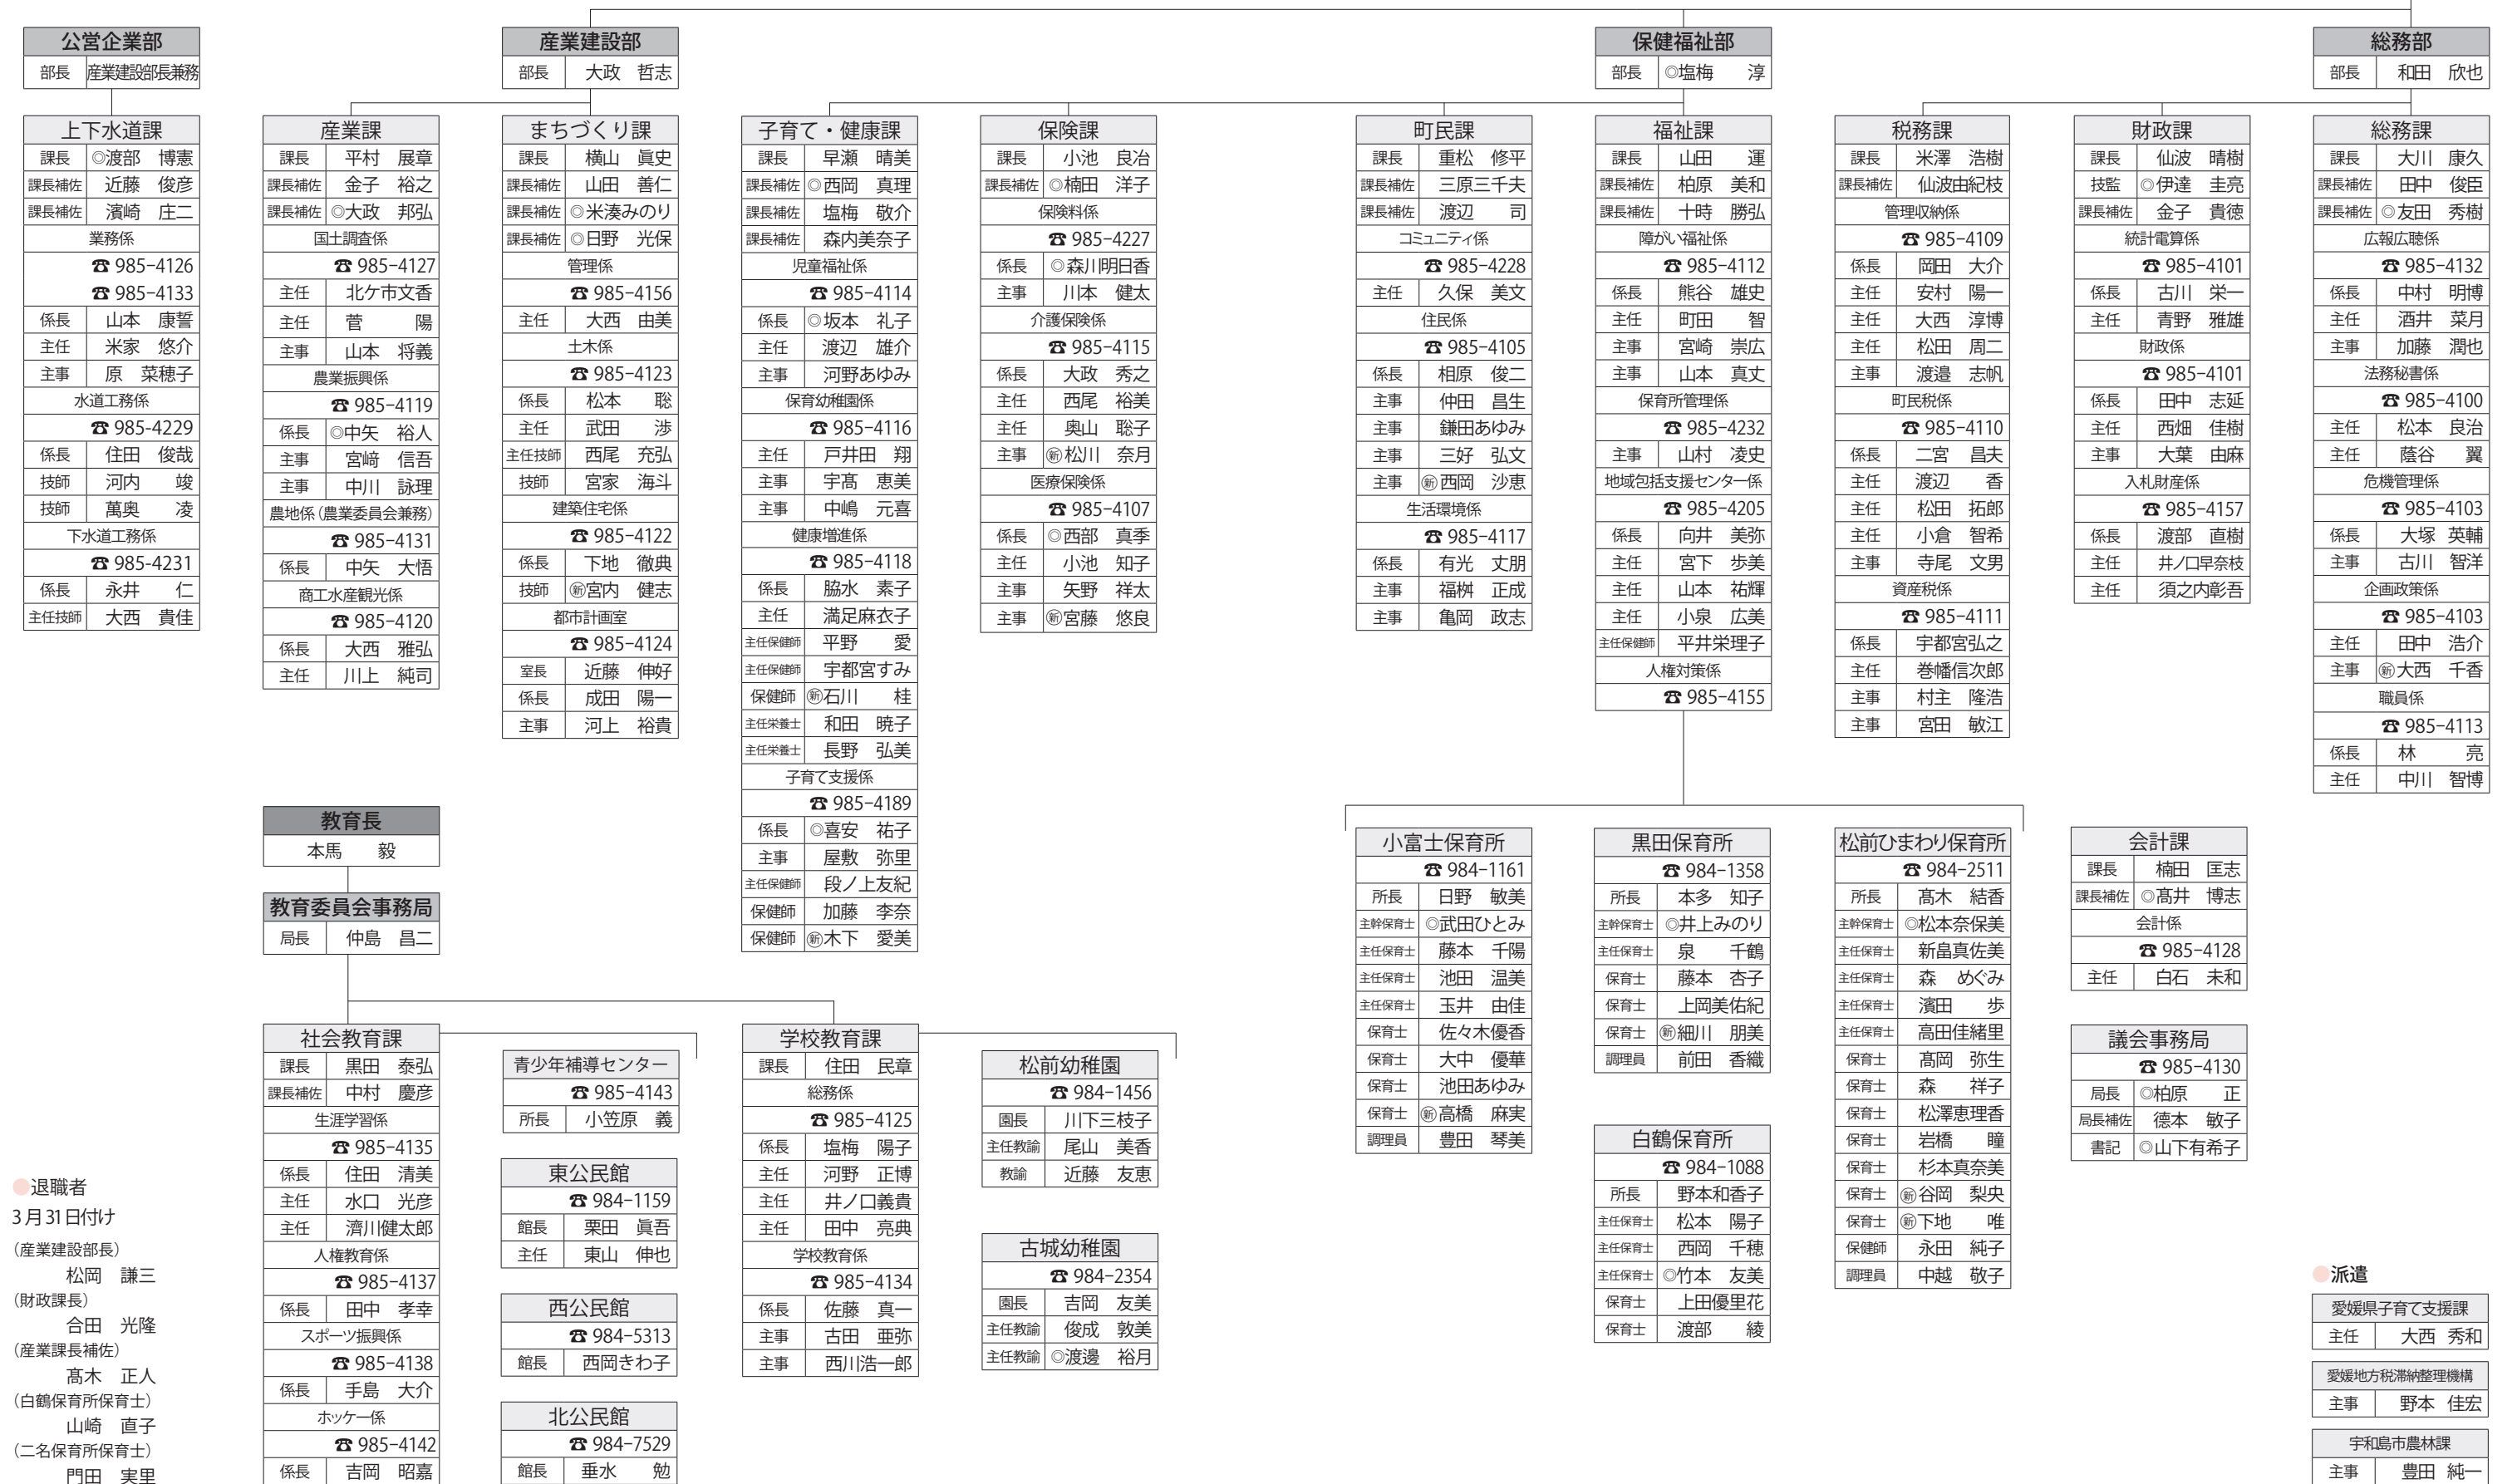 公営企業部
部長 産業建設部長兼務
上下水道課
課長 ◎渡部 博憲
課長補佐 近藤 俊彦
課長補佐 濱崎 庄二
業務係
☎ 985-4126
☎ 985-4133
係長 山本 康誓
主任 米家 悠介
主事 原 菜穂子
水道工務係
☎ 985-4229
係長 住田 俊哉
技師 河内 竣
技師 萬奥 凌
下水道工務係
☎ 985-4231
係長 永井 仁
主任技師 大西 貴佳
産業建設部
部長 大政 哲志
産業課
課長 平村 展章
課長補佐 金子 裕之
課長補佐 ◎大政 邦弘
国土調査係
☎ 985-4127
主任 北ケ市文香
主任 菅 陽
主事 山本 将義
農業振興係
☎ 985-4119
係長 ◎中矢 裕人
主事 宮﨑 信吾
主事 中川 詠理
農地係（農業委員会兼務）
☎ 985-4131
係長 中矢 大悟
商工水産観光係
☎ 985-4120
係長 大西 雅弘
主任 川上 純司
まちづくり課
課長 横山 眞史
課長補佐 山田 善仁
課長補佐 ◎米湊みのり
課長補佐 ◎日野 光保
管理係
☎ 985-4156
主任 大西 由美
土木係
☎ 985-4123
係長 松本 聡
主任 武田 渉
主任技師 西尾 充弘
技師 宮家 海斗
建築住宅係
☎ 985-4122
係長 下地 徹典
技師 ㊟宮内 健志
都市計画室
☎ 985-4124
室長 近藤 伸好
係長 成田 陽一
主事 河上 裕貴
保健福祉部
部長 ◎塩梅 淳
子育て・健康課
課長 早瀬 晴美
課長補佐 ◎西岡 真理
課長補佐 塩梅 敬介
課長補佐 森内美奈子
児童福祉係
☎ 985-4114
係長 ◎坂本 礼子
主任 渡辺 雄介
主事 河野あゆみ
保育幼稚園係
☎ 985-4116
主任 戸井田 翔
主事 宇髙 恵美
主事 中嶋 元喜
健康増進係
☎ 985-4118
係長 脇水 素子
主任 満足麻衣子
主任保健師 平野 愛
主任保健師 宇都宮すみ
保健師 新石川 桂
主任栄養士 和田 暁子
主任栄養士 長野 弘美
子育て支援係
☎ 985-4189
係長 ◎喜安 祐子
主事 屋敷 弥里
主任保健師 段ノ上友紀
保健師 加藤 李奈
保健師 新木下 愛美
保険課
課長 小池 良治
課長補佐 ◎楠田 洋子
保険料係
☎ 985-4227
係長 ◎森川明日香
主事 川本 健太
介護保険係
☎ 985-4115
係長 大政 秀之
主任 西尾 裕美
主任 奥山 聡子
主事 新松川 奈月
医療保険係
☎ 985-4107
係長 ◎西部 真季
主任 小池 知子
主事 矢野 祥太
主事 新宮藤 悠良
町民課
課長 重松 修平
課長補佐 三原三千夫
課長補佐 渡辺 司
コミュニティ係
☎ 985-4228
主任 久保 美文
住民係
☎ 985-4105
係長 相原 俊二
主事 仲田 昌生
主事 鎌田あゆみ
主事 三好 弘文
主事 新西岡 沙恵
生活環境係
☎ 985-4117
係長 有光 丈朋
主事 福桝 正成
主事 亀岡 政志
福祉課
課長 山田 運
課長補佐 柏原 美和
課長補佐 十時 勝弘
障がい福祉係
☎ 985-4112
係長 熊谷 雄史
主任 町田 智
主事 宮崎 崇広
主事 山本 真丈
保育所管理係
☎ 985-4232
主事 山村 凌史
地域包括支援センター係
☎ 985-4205
係長 向井 美弥
主任 宮下 歩美
主任 山本 祐輝
主任 小泉 広美
主任保健師 平井栄理子
人権対策係
☎ 985-4155
総務部
部長 和田 欣也
税務課
課長 米澤 浩樹
課長補佐 仙波由紀枝
管理収納係
☎ 985-4109
係長 岡田 大介
主任 安村 陽一
主任 大西 淳博
主任 松田 周二
主事 渡邉 志帆
町民税係
☎ 985-4110
係長 二宮 昌夫
主任 渡辺 香
主任 松田 拓郎
主任 小倉 智希
主事 寺尾 文男
資産税係
☎ 985-4111
係長 宇都宮弘之
主任 巻幡信次郎
主事 村主 隆浩
主事 宮田 敏江
財政課
課長 仙波 晴樹
技監 ◎伊達 圭亮
課長補佐 金子 貴徳
統計電算係
☎ 985-4101
係長 古川 栄一
主任 青野 雅雄
財政係
☎ 985-4101
係長 田中 志延
主任 西畑 佳樹
主事 大葉 由麻
入札財産係
☎ 985-4157
係長 渡部 直樹
主任 井ノ口早奈枝
主任 須之内彰吾
総務課
課長 大川 康久
課長補佐 田中 俊臣
課長補佐 ◎友田 秀樹
広報広聴係
☎ 985-4132
係長 中村 明博
主任 酒井 菜月
主事 加藤 潤也
法務秘書係
☎ 985-4100
主任 松本 良治
主任 蔭谷 翼
危機管理係
☎ 985-4103
係長 大塚 英輔
主事 古川 智洋
企画政策係
☎ 985-4103
主任 田中 浩介
主事 新大西 千香
職員係
☎ 985-4113
係長 林 亮
主任 中川 智博
教育長
本馬 毅
教育委員会事務局
局長 仲島 昌二
社会教育課
課長 黒田 泰弘
課長補佐 中村 慶彦
生涯学習係
☎ 985-4135
係長 住田 清美
主任 水口 光彦
主任 濟川健太郎
人権教育係
☎ 985-4137
係長 田中 孝幸
スポーツ振興係
☎ 985-4138
係長 手島 大介
ホッケー係
☎ 985-4142
係長 吉岡 昭嘉
青少年補導センター
☎ 985-4143
所長 小笠原 義
東公民館
☎ 984-1159
館長 栗田 眞吾
主任 東山 伸也
西公民館
☎ 984-5313
館長 西岡きわ子
北公民館
☎ 984-7529
館長 垂水 勉
学校教育課
課長 住田 民章
総務係
☎ 985-4125
係長 塩梅 陽子
主任 河野 正博
主任 井ノ口義貴
主任 田中 亮典
学校教育係
☎ 985-4134
係長 佐藤 真一
主事 古田 亜弥
主事 西川浩一郎
松前幼稚園
☎ 984-1456
園長 川下三枝子
主任教諭 尾山 美香
教諭 近藤 友恵
古城幼稚園
☎ 984-2354
園長 吉岡 友美
主任教諭 俊成 敦美
主任教諭 ◎渡邊 裕月
小富士保育所
☎ 984-1161
所長 日野 敏美
主幹保育士 ◎武田ひとみ
主任保育士 藤本 千陽
主任保育士 池田 温美
主任保育士 玉井 由佳
保育士 佐々木優香
保育士 大中 優華
保育士 池田あゆみ
保育士 新高橋 麻実
調理員 豊田 琴美
黒田保育所
☎ 984-1358
所長 本多 知子
主幹保育士 ◎井上みのり
主任保育士 泉 千鶴
保育士 藤本 杏子
保育士 上岡美佑紀
保育士 新細川 朋美
調理員 前田 香織
白鶴保育所
☎ 984-1088
所長 野本和香子
主任保育士 松本 陽子
主任保育士 西岡 千穂
主任保育士 ◎竹本 友美
保育士 上田優里花
保育士 渡部 綾
松前ひまわり保育所
☎ 984-2511
所長 髙木 結香
主幹保育士 ◎松本奈保美
主任保育士 新畠真佐美
主任保育士 森 めぐみ
主任保育士 濱田 歩
主任保育士 高田佳緒里
保育士 髙岡 弥生
保育士 森 祥子
保育士 松澤恵理香
保育士 岩橋 瞳
保育士 杉本真奈美
保育士 新谷岡 梨央
保育士 新下地 唯
保健師 永田 純子
調理員 中越 敬子
会計課
課長 楠田 匡志
課長補佐 ◎髙井 博志
会計係
☎ 985-4128
主任 白石 未和
議会事務局
☎ 985-4130
局長 ◎柏原 正
局長補佐 德本 敏子
書記 ◎山下有希子
●退職者
3月31日付け
（産業建設部長）
松岡 謙三
（財政課長）
合田 光隆
（産業課長補佐）
髙木 正人
（白鶴保育所保育士）
山崎 直子
（二名保育所保育士）
門田 実里
●派遣
愛媛県子育て支援課
主任 大西 秀和
愛媛地方税滞納整理機構
主事 野本 佳宏
宇和島市農林課
主事 豊田 純一